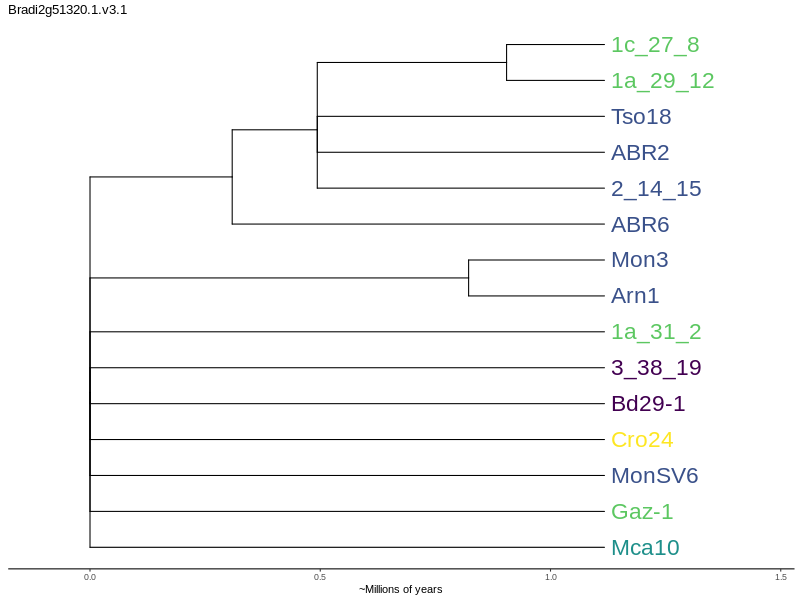 Bradi2g51320.1.v3.1
1c_27_8
1a_29_12
Tso18
ABR2
2_14_15
ABR6
Mon3
Arn1
1a_31_2
3_38_19
Bd29-1
Cro24
MonSV6
Gaz-1
Mca10
0.0 0.5 1.0 1.5
~Millions of years